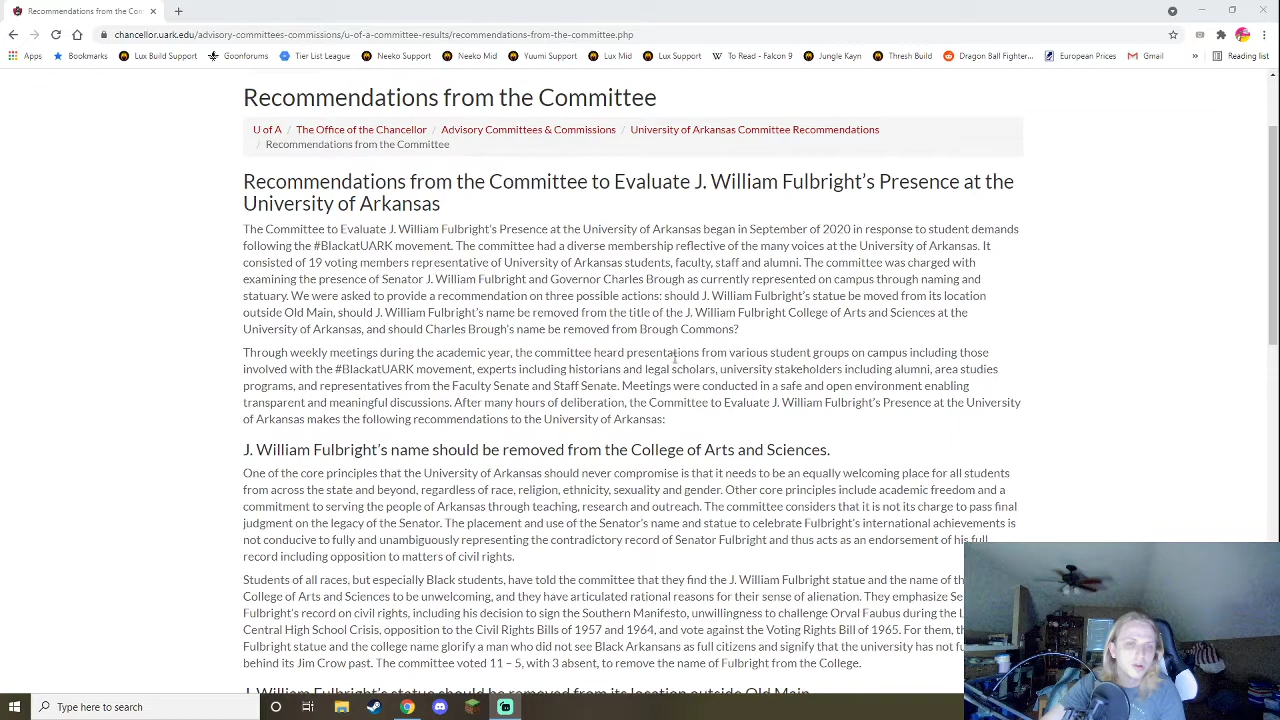 Recommendations from the Com
chancellor.uark.edu/advisory-committees-commissions/u-of-a-committee-results/recommendations-from-the-committee.php
Apps Bookmarks Lux Build Support Goonforums Tier List League Neeko Support Neeko Mid Yuumi Support Lux Mid Lux Support To Read - Falcon 9 Jungle Kayn Thresh Build Dragon Ball Fighter... European Prices Gmail » Reading list
Recommendations from the Committee
U of A / The Office of the Chancellor / Advisory Committees & Commissions / University of Arkansas Committee Recommendations
/ Recommendations from the Committee
Recommendations from the Committee to Evaluate J. William Fulbright's Presence at the
University of Arkansas
The Committee to Evaluate J. William Fulbright's Presence at the University of Arkansas began in September of 2020 in response to student demands
following the #BlackatUARK movement. The committee had a diverse membership reflective of the many voices at the University of Arkansas. It
consisted of 19 voting members representative of University of Arkansas students, faculty, staff and alumni. The committee was charged with
examining the presence of Senator J. William Fulbright and Governor Charles Brough as currently represented on campus through naming and
statuary. We were asked to provide a recommendation on three possible actions: should J. William Fulbright's statue be moved from its location
outside Old Main, should J. William Fulbright's name be removed from the title of the J. William Fulbright College of Arts and Sciences at the
University of Arkansas, and should Charles Brough's name be removed from Brough Commons?
Through weekly meetings during the academic year, the committee heard presentations from various student groups on campus including those
involved with the #BlackatUARK movement, experts including historians and legal scholars, university stakeholders including alumni, area studies
programs, and representatives from the Faculty Senate and Staff Senate. Meetings were conducted in a safe and open environment enabling
transparent and meaningful discussions. After many hours of deliberation, the Committee to Evaluate J. William Fulbright's Presence at the University
of Arkansas makes the following recommendations to the University of Arkansas:
J. William Fulbright's name should be removed from the College of Arts and Sciences.
One of the core principles that the University of Arkansas should never compromise is that it needs to be an equally welcoming place for all students
from across the state and beyond, regardless of race, religion, ethnicity, sexuality and gender. Other core principles include academic freedom and a
commitment to serving the people of Arkansas through teaching, research and outreach. The committee considers that it is not its charge to pass final
judgment on the legacy of the Senator. The placement and use of the Senator's name and statue to celebrate Fulbright's international achievements is
not conducive to fully and unambiguously representing the contradictory record of Senator Fulbright and thus acts as an endorsement of his full
record including opposition to matters of civil rights.
Students of all races, but especially Black students, have told the committee that they find the J. William Fulbright statue and the name of th
College of Arts and Sciences to be unwelcoming, and they have articulated rational reasons for their sense of alienation. They emphasize Se
Fulbright's record on civil rights, including his decision to sign the Southern Manifesto, unwillingness to challenge Orval Faubus during the L
Central High School Crisis, opposition to the Civil Rights Bills of 1957 and 1964, and vote against the Voting Rights Bill of 1965. For them, th
Fulbright statue and the college name glorify a man who did not see Black Arkansans as full citizens and signify that the university has not fu
behind its Jim Crow past. The committee voted 11 – 5, with 3 absent, to remove the name of Fulbright from the College.
J. William Fulbright's statue should be removed from its location outside Old Main
Type here to search